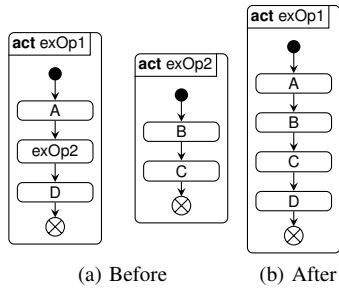 act exOp1
A
exOp2
D
act exOp2
B
C
(a) Before
act exOp1
A
B
C
D
(b) After